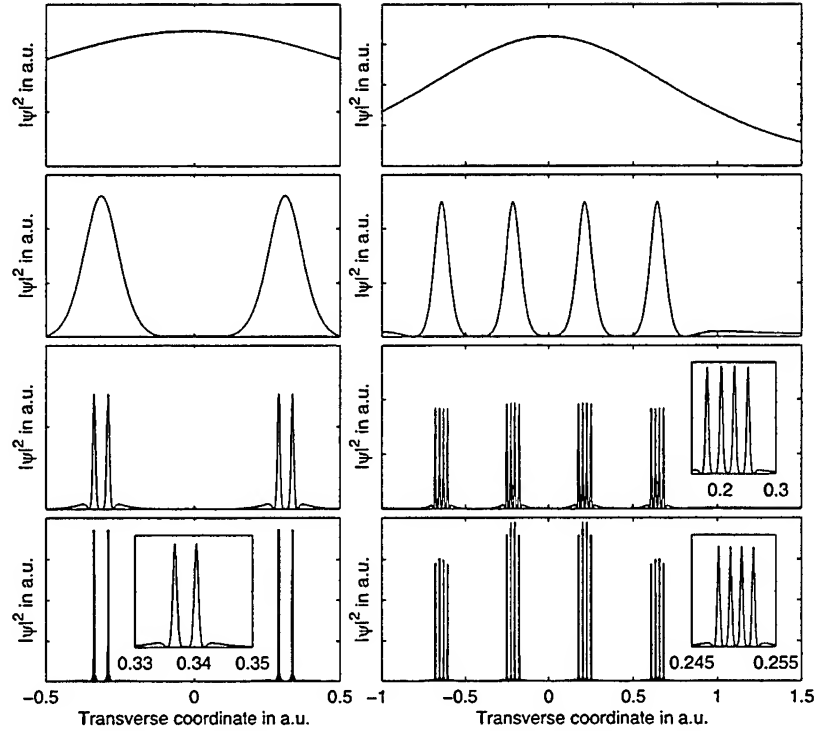 |ψ|² in a.u.
|ψ|² in a.u.
|ψ|² in a.u.
|ψ|² in a.u.
|ψ|² in a.u.
|ψ|² in a.u.
0.2 0.3
|ψ|² in a.u.
0.33 0.34 0.35
-0.5 0 0.5
Transverse coordinate in a.u.
|ψ|² in a.u.
0.245 0.255
-1 -0.5 0 0.5 1 1.5
Transverse coordinate in a.u.